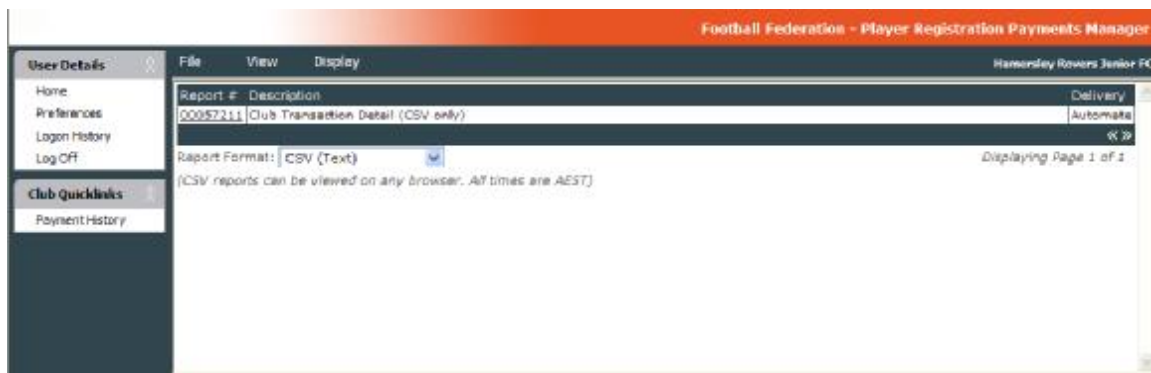 Football Federation - Player Registration Payments Manager
User Details
Home
Preferences
Logon History
Log Off
Club Quicklinks
Payment History
File View Display
Hamersley Rovers Junior FC
Report # Description Delivery
00057211 Club Transaction Detail (CSV only) Automate
« »
Report Format: CSV (Text) Displaying Page 1 of 1
(CSV reports can be viewed on any browser. All times are AEST)